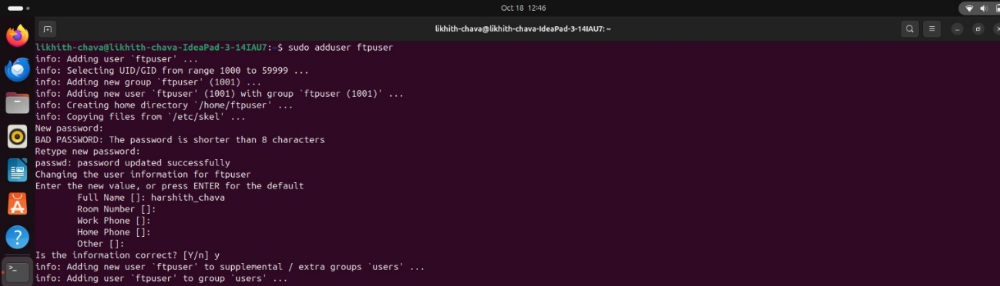 Oct 18 12:46
likhith-chava@likhith-chava-IdeaPad-3-14IAU7: ~
likhith-chava@likhith-chava-IdeaPad-3-14IAU7:~$ sudo adduser ftpuser
info: Adding user `ftpuser' ...
info: Selecting UID/GID from range 1000 to 59999 ...
info: Adding new group `ftpuser' (1001) ...
info: Adding new user `ftpuser' (1001) with group `ftpuser (1001)' ...
info: Creating home directory `/home/ftpuser' ...
info: Copying files from `/etc/skel' ...
New password:
BAD PASSWORD: The password is shorter than 8 characters
Retype new password:
passwd: password updated successfully
Changing the user information for ftpuser
Enter the new value, or press ENTER for the default
Full Name []: harshith_chava
Room Number []:
Work Phone []:
Home Phone []:
Other []:
Is the information correct? [Y/n] y
info: Adding new user `ftpuser' to supplemental / extra groups `users' ...
info: Adding user `ftpuser' to group `users' ...